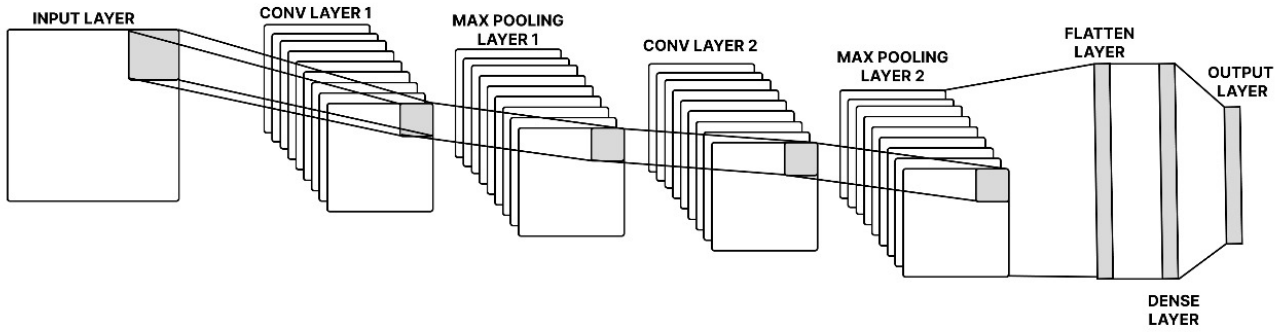 INPUT LAYER
CONV LAYER 1
MAX POOLING
LAYER 1
CONV LAYER 2
MAX POOLING
LAYER 2
FLATTEN
LAYER
DENSE
LAYER
OUTPUT
LAYER